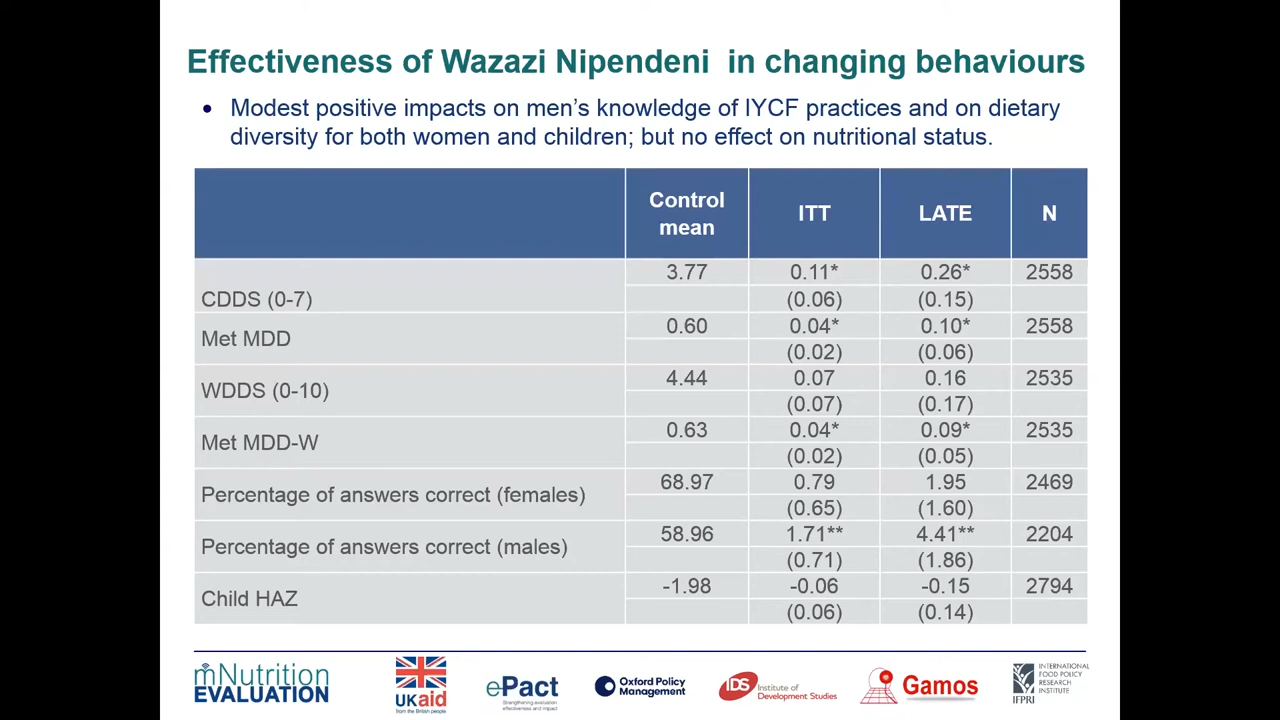 Effectiveness of Wazazi Nipendeni in changing behaviours
• Modest positive impacts on men's knowledge of IYCF practices and on dietary
diversity for both women and children; but no effect on nutritional status.
Control mean ITT LATE N
CDDS (0-7) 3.77 0.11* 0.26* 2558
(0.06) (0.15)
Met MDD 0.60 0.04* 0.10* 2558
(0.02) (0.06)
WDDS (0-10) 4.44 0.07 0.16 2535
(0.07) (0.17)
Met MDD-W 0.63 0.04* 0.09* 2535
(0.02) (0.05)
Percentage of answers correct (females) 68.97 0.79 1.95 2469
(0.65) (1.60)
Percentage of answers correct (males) 58.96 1.71** 4.41** 2204
(0.71) (1.86)
Child HAZ -1.98 -0.06 -0.15 2794
(0.06) (0.14)
mNutrition
EVALUATION
UKaid
from the British people
ePact
Strengthening evaluation
effectiveness and impact
Oxford Policy
Management
IDS Institute of
Development Studies
Gamos
IFPRI
INTERNATIONAL
FOOD POLICY
RESEARCH
INSTITUTE